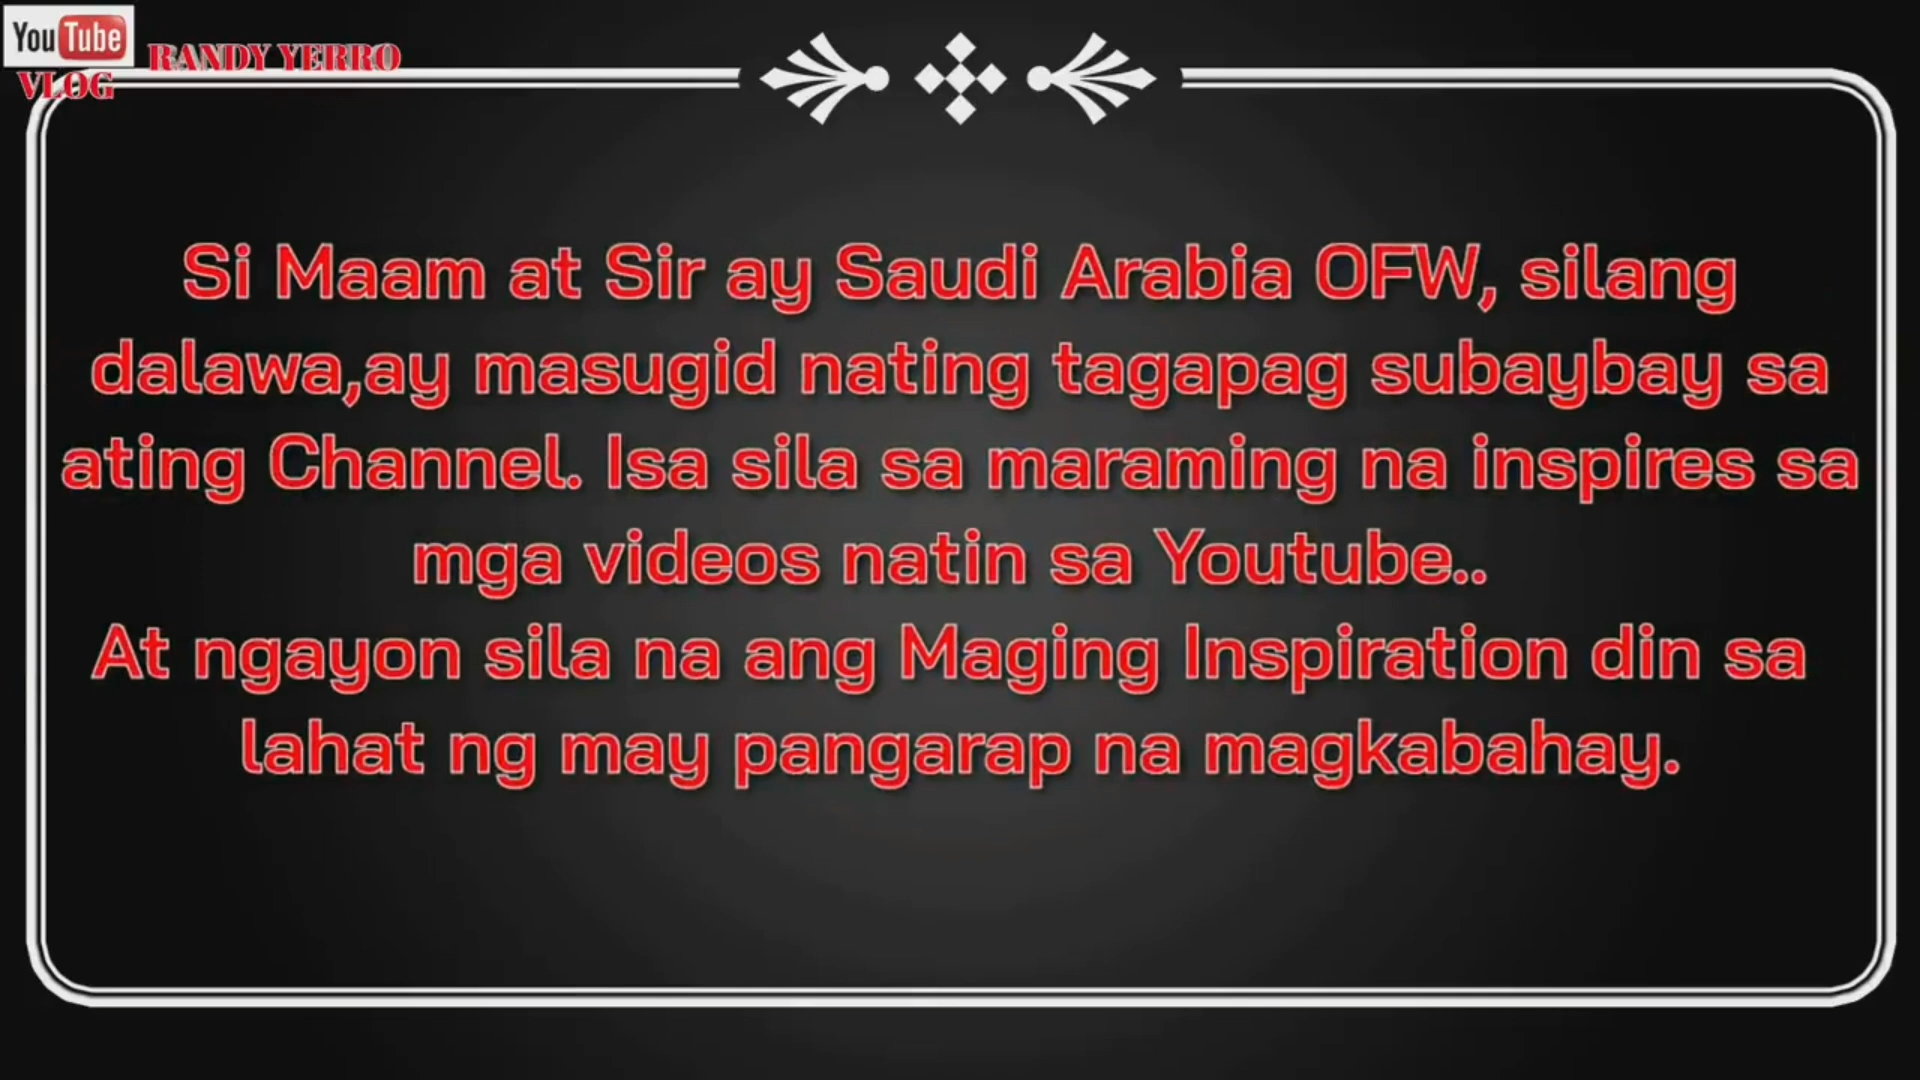 YouTube
RANDY YERRO
VLOG
Si Maam at Sir ay Saudi Arabia OFW, silang
dalawa,ay masugid nating tagapag subaybay sa
ating Channel. Isa sila sa maraming na inspires sa
mga videos natin sa Youtube..
At ngayon sila na ang Maging Inspiration din sa
lahat ng may pangarap na magkabahay.